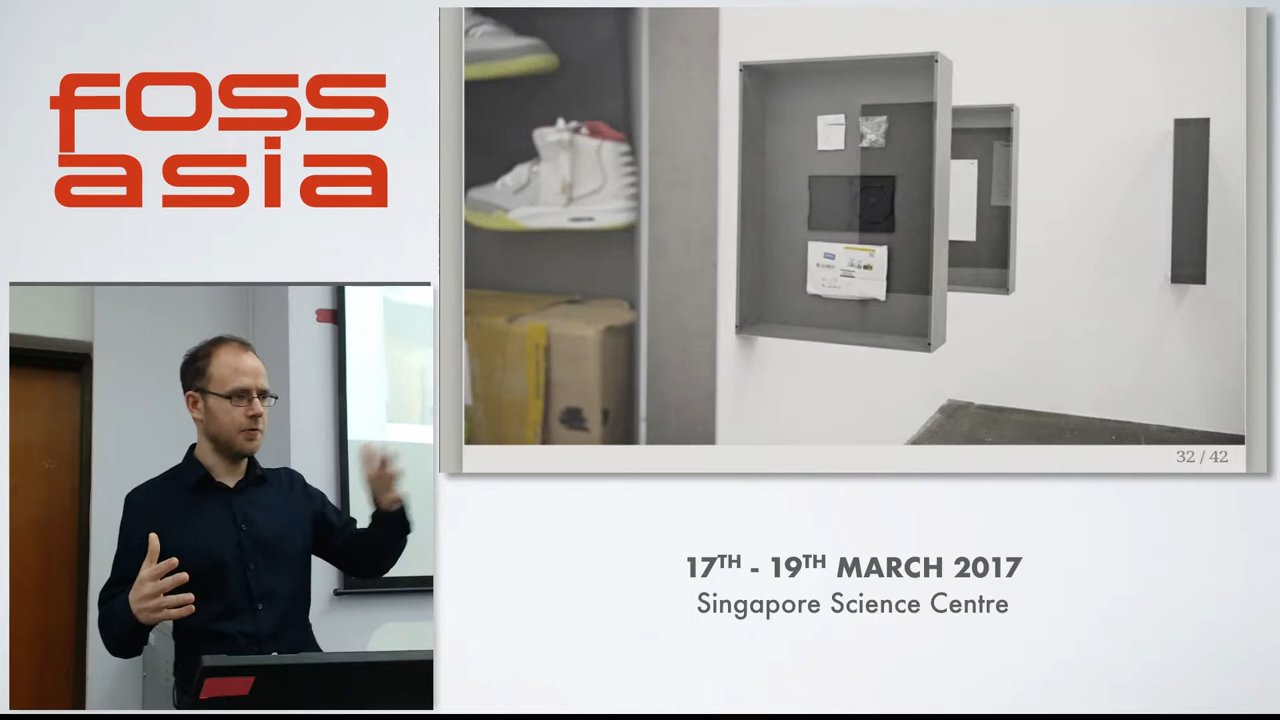 foss
asia
32 / 42
17TH - 19TH MARCH 2017
Singapore Science Centre